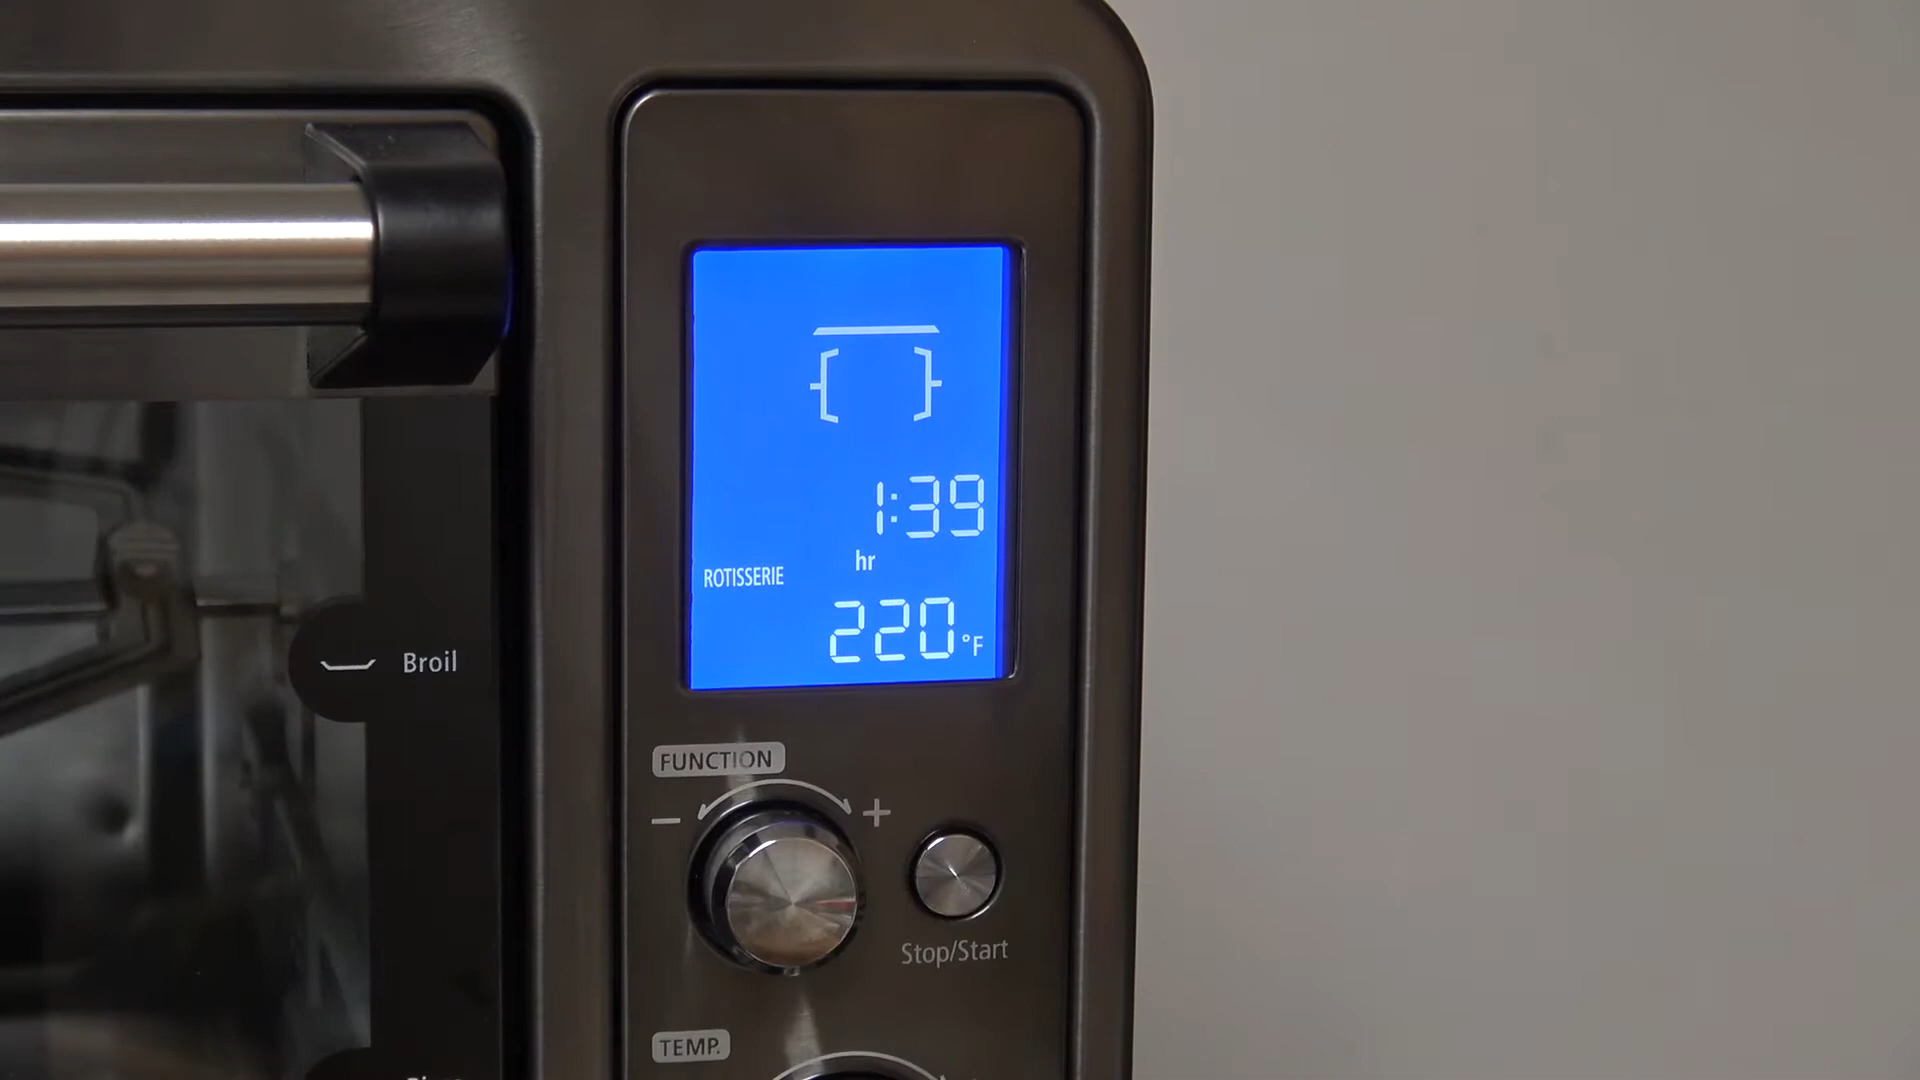 1:39
hr
ROTISSERIE
220°F
Broil
FUNCTION
− +
Stop/Start
TEMP.